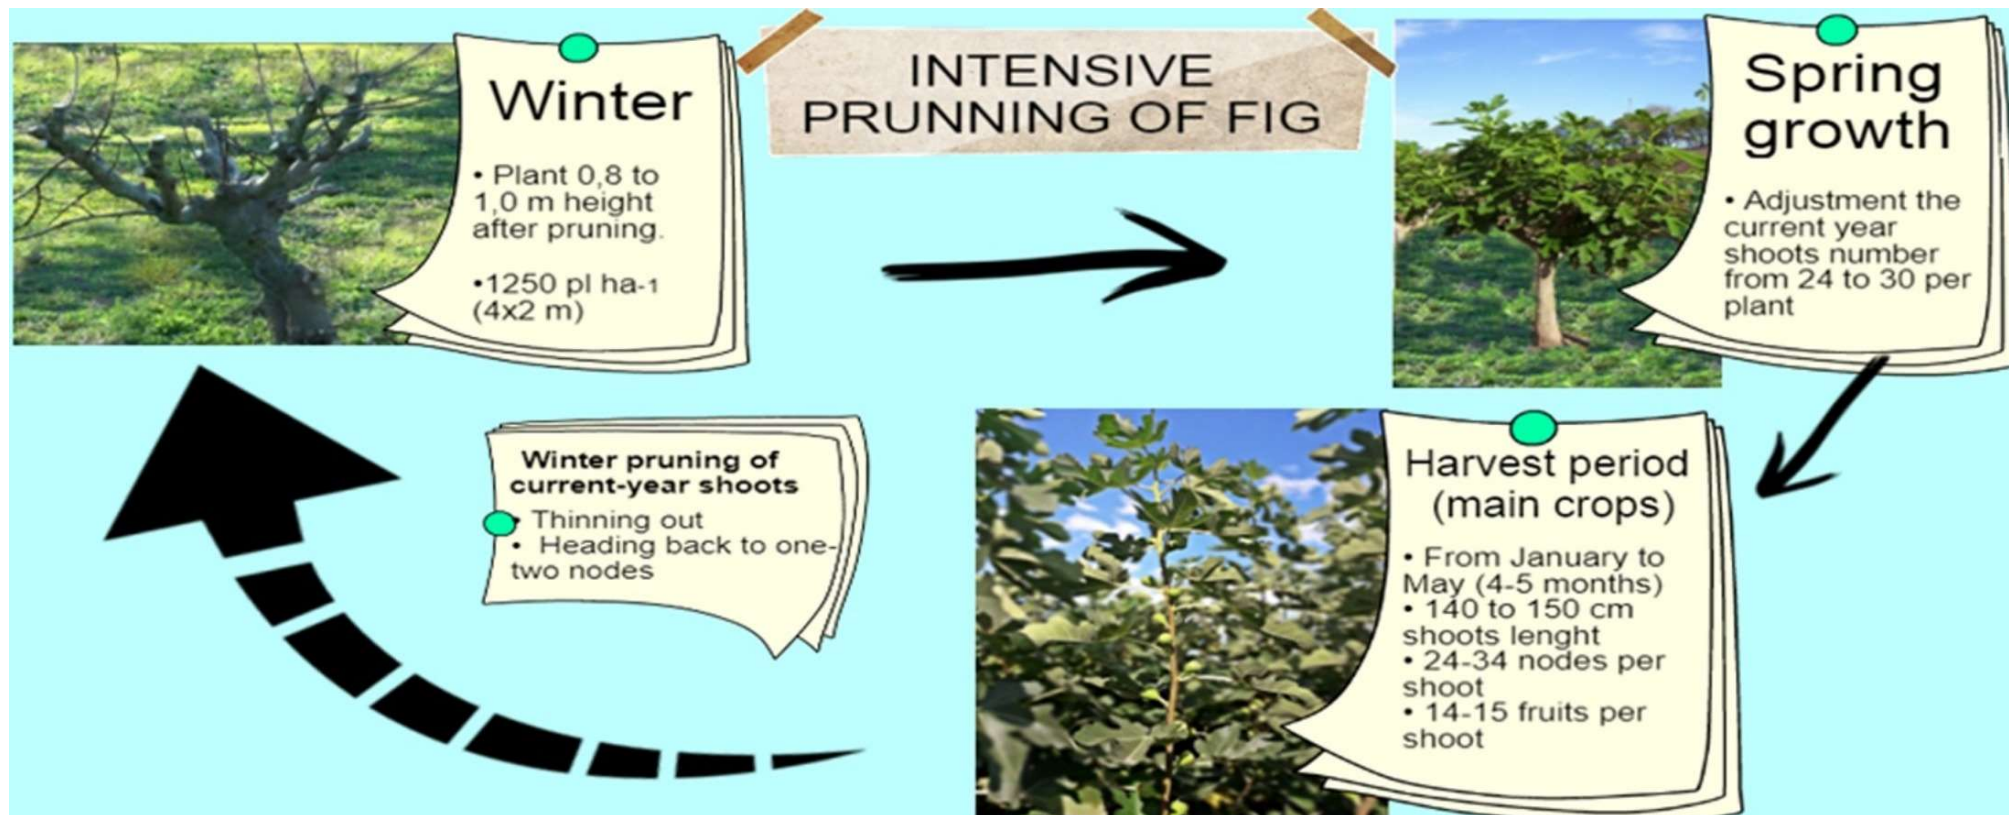 INTENSIVE
PRUNNING OF FIG
Winter
• Plant 0,8 to
1,0 m height
after pruning.
•1250 pl ha-1
(4x2 m)
Spring
growth
• Adjustment the
current year
shoots number
from 24 to 30 per
plant
Harvest period
(main crops)
• From January to
May (4-5 months)
• 140 to 150 cm
shoots lenght
• 24-34 nodes per
shoot
• 14-15 fruits per
shoot
Winter pruning of
current-year shoots
• Thinning out
• Heading back to one-
two nodes